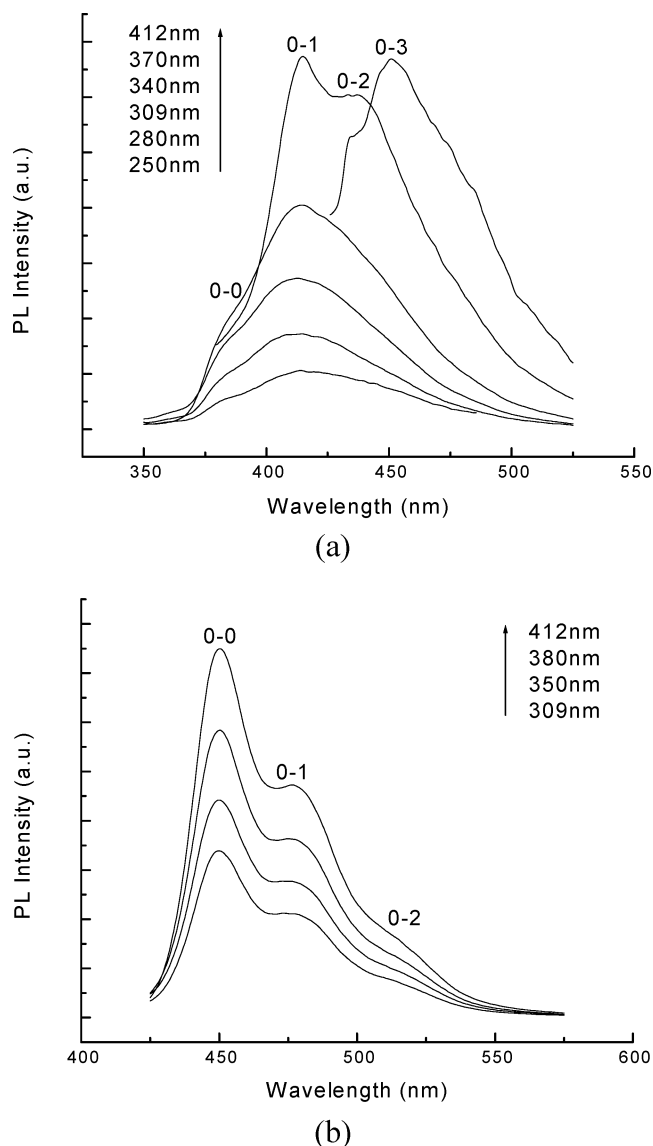 412nm
370nm
340nm
309nm
280nm
250nm
0-1
0-3
0-2
0-0
PL Intensity (a.u.)
350 400 450 500 550
Wavelength (nm)
(a)
0-0
412nm
380nm
350nm
309nm
0-1
0-2
PL Intensity (a.u.)
400 450 500 550 600
Wavelength (nm)
(b)